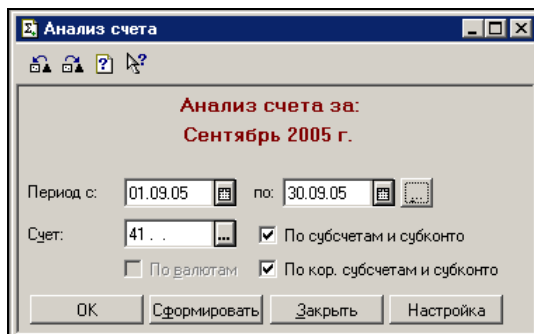 Анализ счета
Анализ счета за:
Сентябрь 2005 г.
Период с: 01.09.05 по: 30.09.05 ...
Счет: 41 . . ... По субсчетам и субконто
По валютам По кор. субсчетам и субконто
OK Сформировать Закрыть Настройка